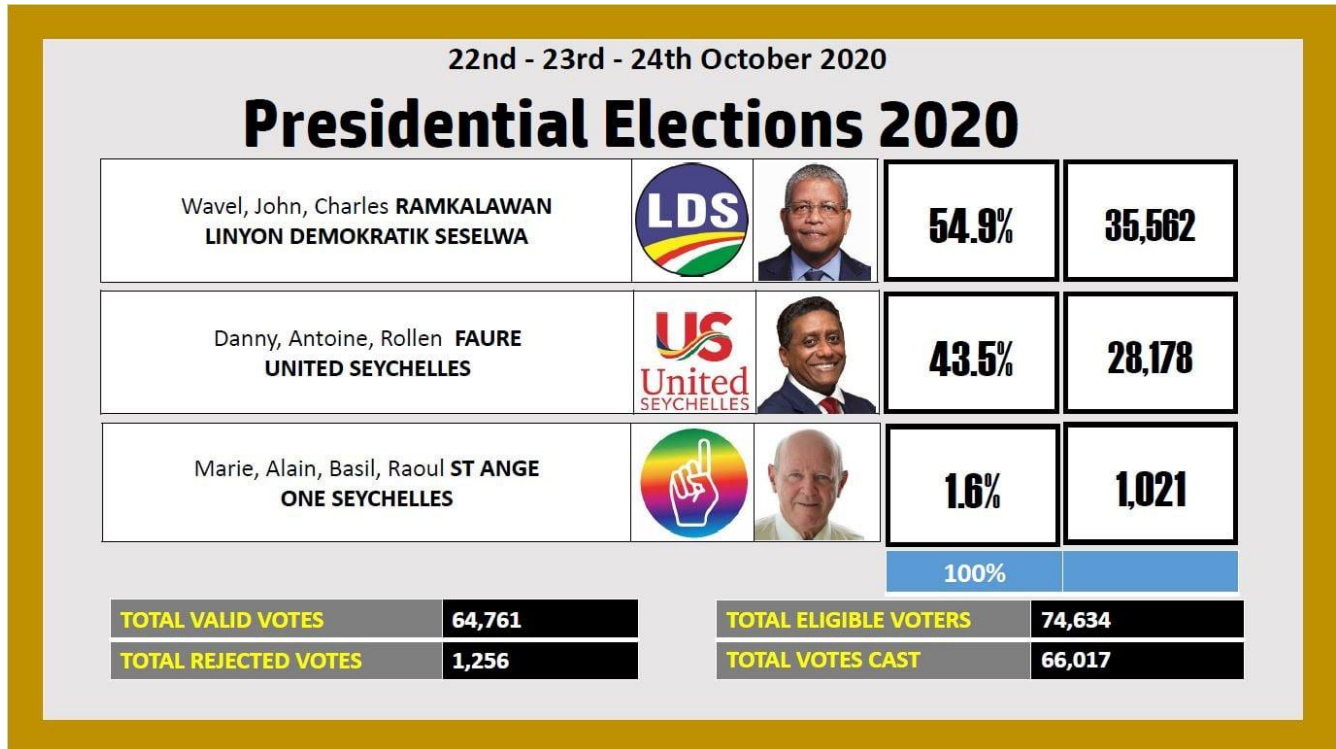 22nd - 23rd - 24th October 2020
Presidential Elections 2020
Wavel, John, Charles RAMKALAWAN
LINYON DEMOKRATIK SESELWA
LDS
54.9%
35,562
Danny, Antoine, Rollen FAURE
UNITED SEYCHELLES
US
United
SEYCHELLES
43.5%
28,178
Marie, Alain, Basil, Raoul ST ANGE
ONE SEYCHELLES
1.6%
1,021
100%
TOTAL VALID VOTES 64,761
TOTAL REJECTED VOTES 1,256
TOTAL ELIGIBLE VOTERS 74,634
TOTAL VOTES CAST 66,017